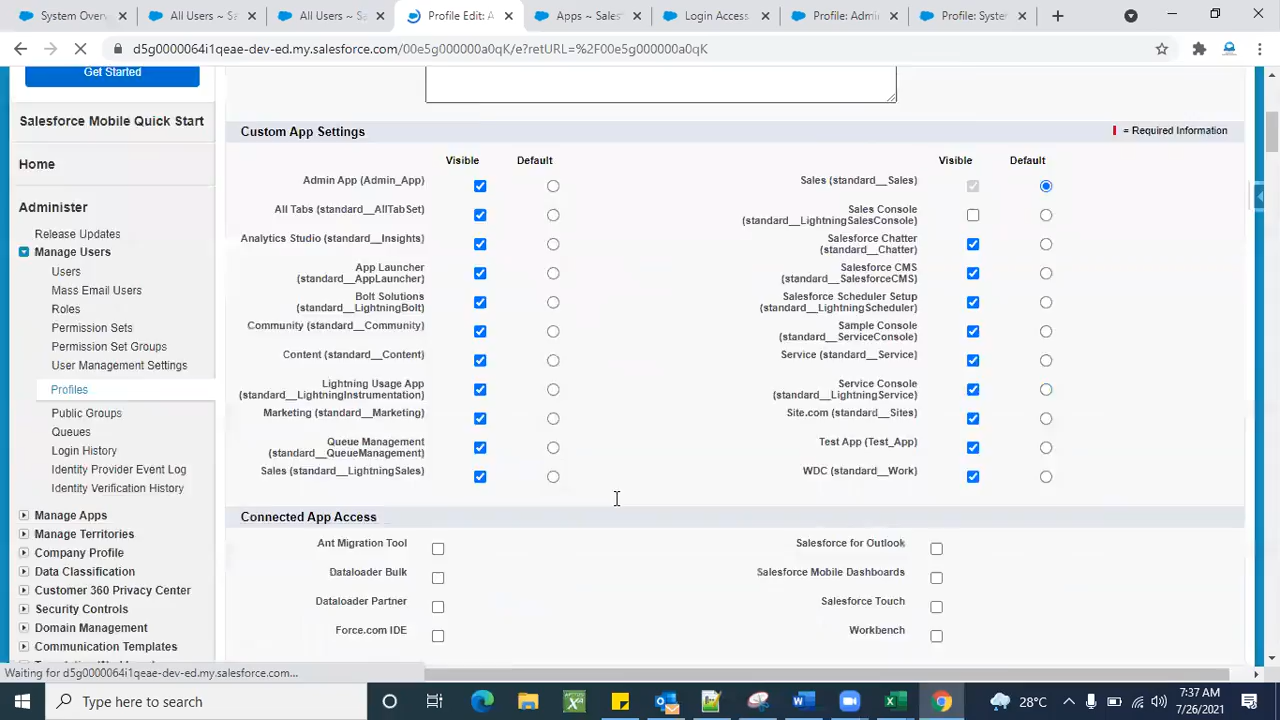 System Overv
All Users ~ Sa
All Users ~ Sa
Profile Edit: A
Apps ~ Sales
Login Access
Profile: Admi
Profile: Syste
d5g0000064i1qeae-dev-ed.my.salesforce.com/00e5g000000a0qK/e?retURL=%2F00e5g000000a0qK
Get Started
Salesforce Mobile Quick Start
Home
Administer
Release Updates
Manage Users
Users
Mass Email Users
Roles
Permission Sets
Permission Set Groups
User Management Settings
Profiles
Public Groups
Queues
Login History
Identity Provider Event Log
Identity Verification History
Manage Apps
Manage Territories
Company Profile
Data Classification
Customer 360 Privacy Center
Security Controls
Domain Management
Communication Templates
Custom App Settings
= Required Information
Visible Default
Visible Default
Admin App (Admin_App)
All Tabs (standard__AllTabSet)
Analytics Studio (standard__Insights)
App Launcher
(standard__AppLauncher)
Bolt Solutions
(standard__LightningBolt)
Community (standard__Community)
Content (standard__Content)
Lightning Usage App
(standard__LightningInstrumentation)
Marketing (standard__Marketing)
Queue Management
(standard__QueueManagement)
Sales (standard__LightningSales)
Sales (standard__Sales)
Sales Console
(standard__LightningSalesConsole)
Salesforce Chatter
(standard__Chatter)
Salesforce CMS
(standard__SalesforceCMS)
Salesforce Scheduler Setup
(standard__LightningScheduler)
Sample Console
(standard__ServiceConsole)
Service (standard__Service)
Service Console
(standard__LightningService)
Site.com (standard__Sites)
Test App (Test_App)
WDC (standard__Work)
Connected App Access
Ant Migration Tool
Dataloader Bulk
Dataloader Partner
Force.com IDE
Salesforce for Outlook
Salesforce Mobile Dashboards
Salesforce Touch
Workbench
Waiting for d5g0000064i1qeae-dev-ed.my.salesforce.com...
Type here to search
28°C
7:37 AM
7/26/2021